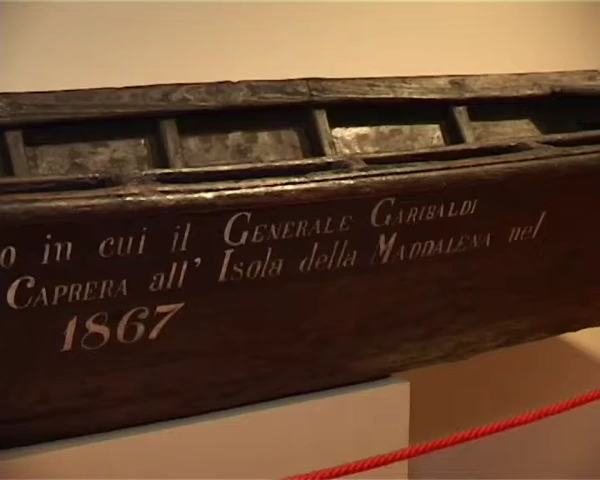 in cui il GENERALE GARIBALDI
CAPRERA all' Isola della MADDALENA nel
1867